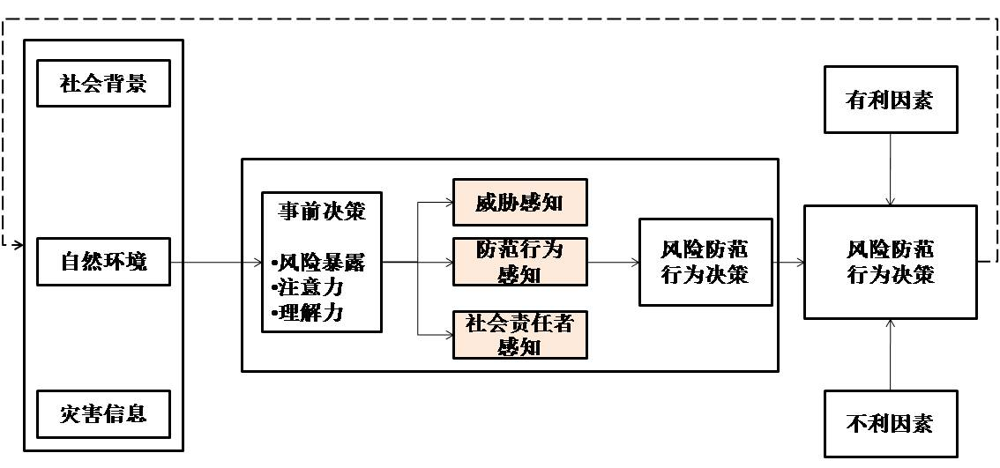 社会背景
自然环境
灾害信息
事前决策
•风险暴露
•注意力
•理解力
威胁感知
防范行为
感知
社会责任者
感知
风险防范
行为决策
有利因素
风险防范
行为决策
不利因素